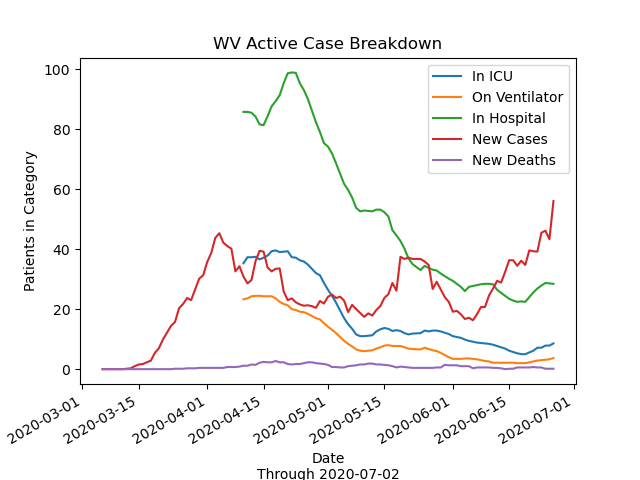 WV Active Case Breakdown
In ICU
On Ventilator
In Hospital
New Cases
New Deaths
Patients in Category
100
80
60
40
20
0
2020-03-01
2020-03-15
2020-04-01
2020-04-15
2020-05-01
2020-05-15
2020-06-01
2020-06-15
2020-07-01
Date
Through 2020-07-02